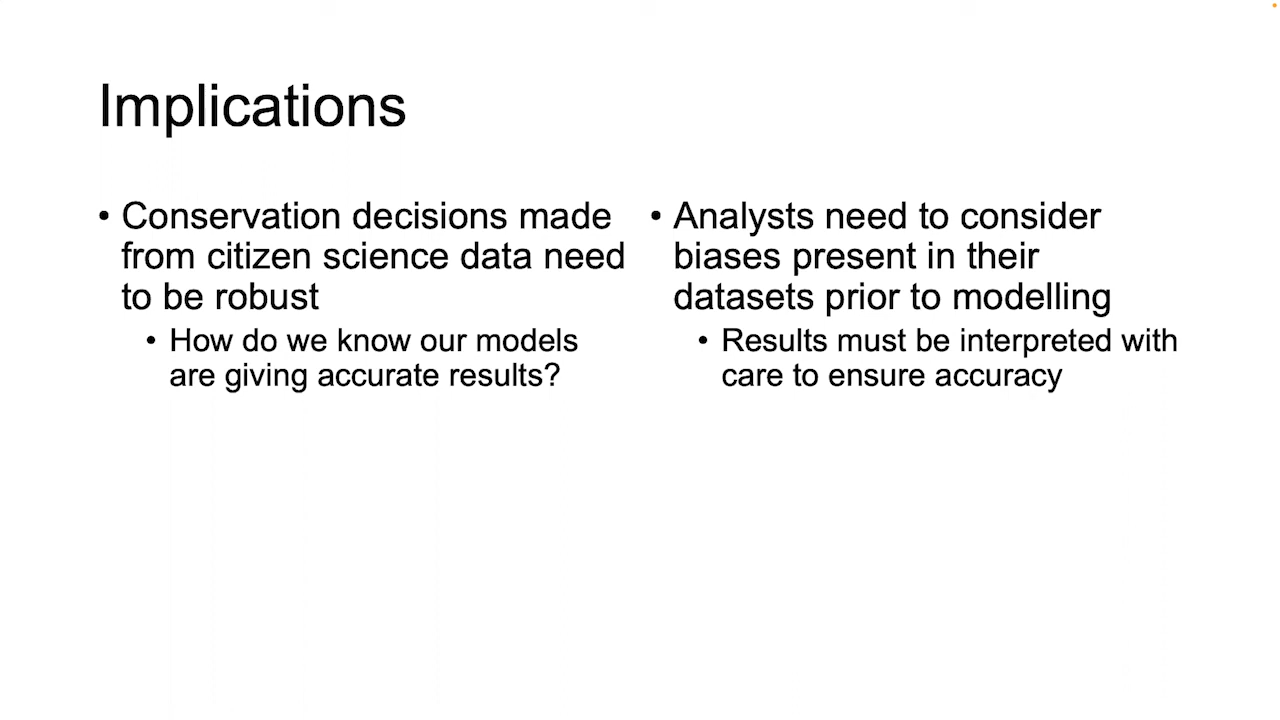 Implications
• Conservation decisions made
from citizen science data need
to be robust
• How do we know our models
are giving accurate results?
• Analysts need to consider
biases present in their
datasets prior to modelling
• Results must be interpreted with
care to ensure accuracy